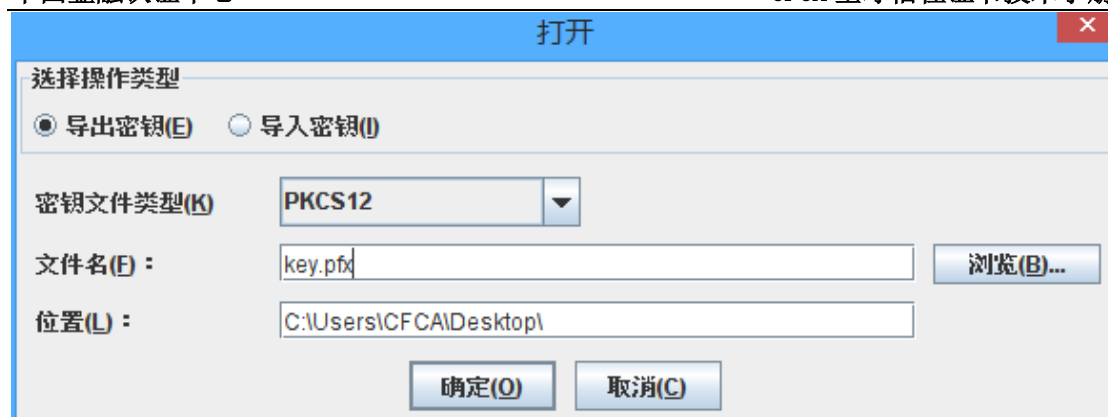 打开
选择操作类型
导出密钥(E) 导入密钥(I)
密钥文件类型(K) PKCS12
文件名(F)： key.pfx 浏览(B)...
位置(L)： C:\Users\CFCA\Desktop\
确定(O) 取消(C)